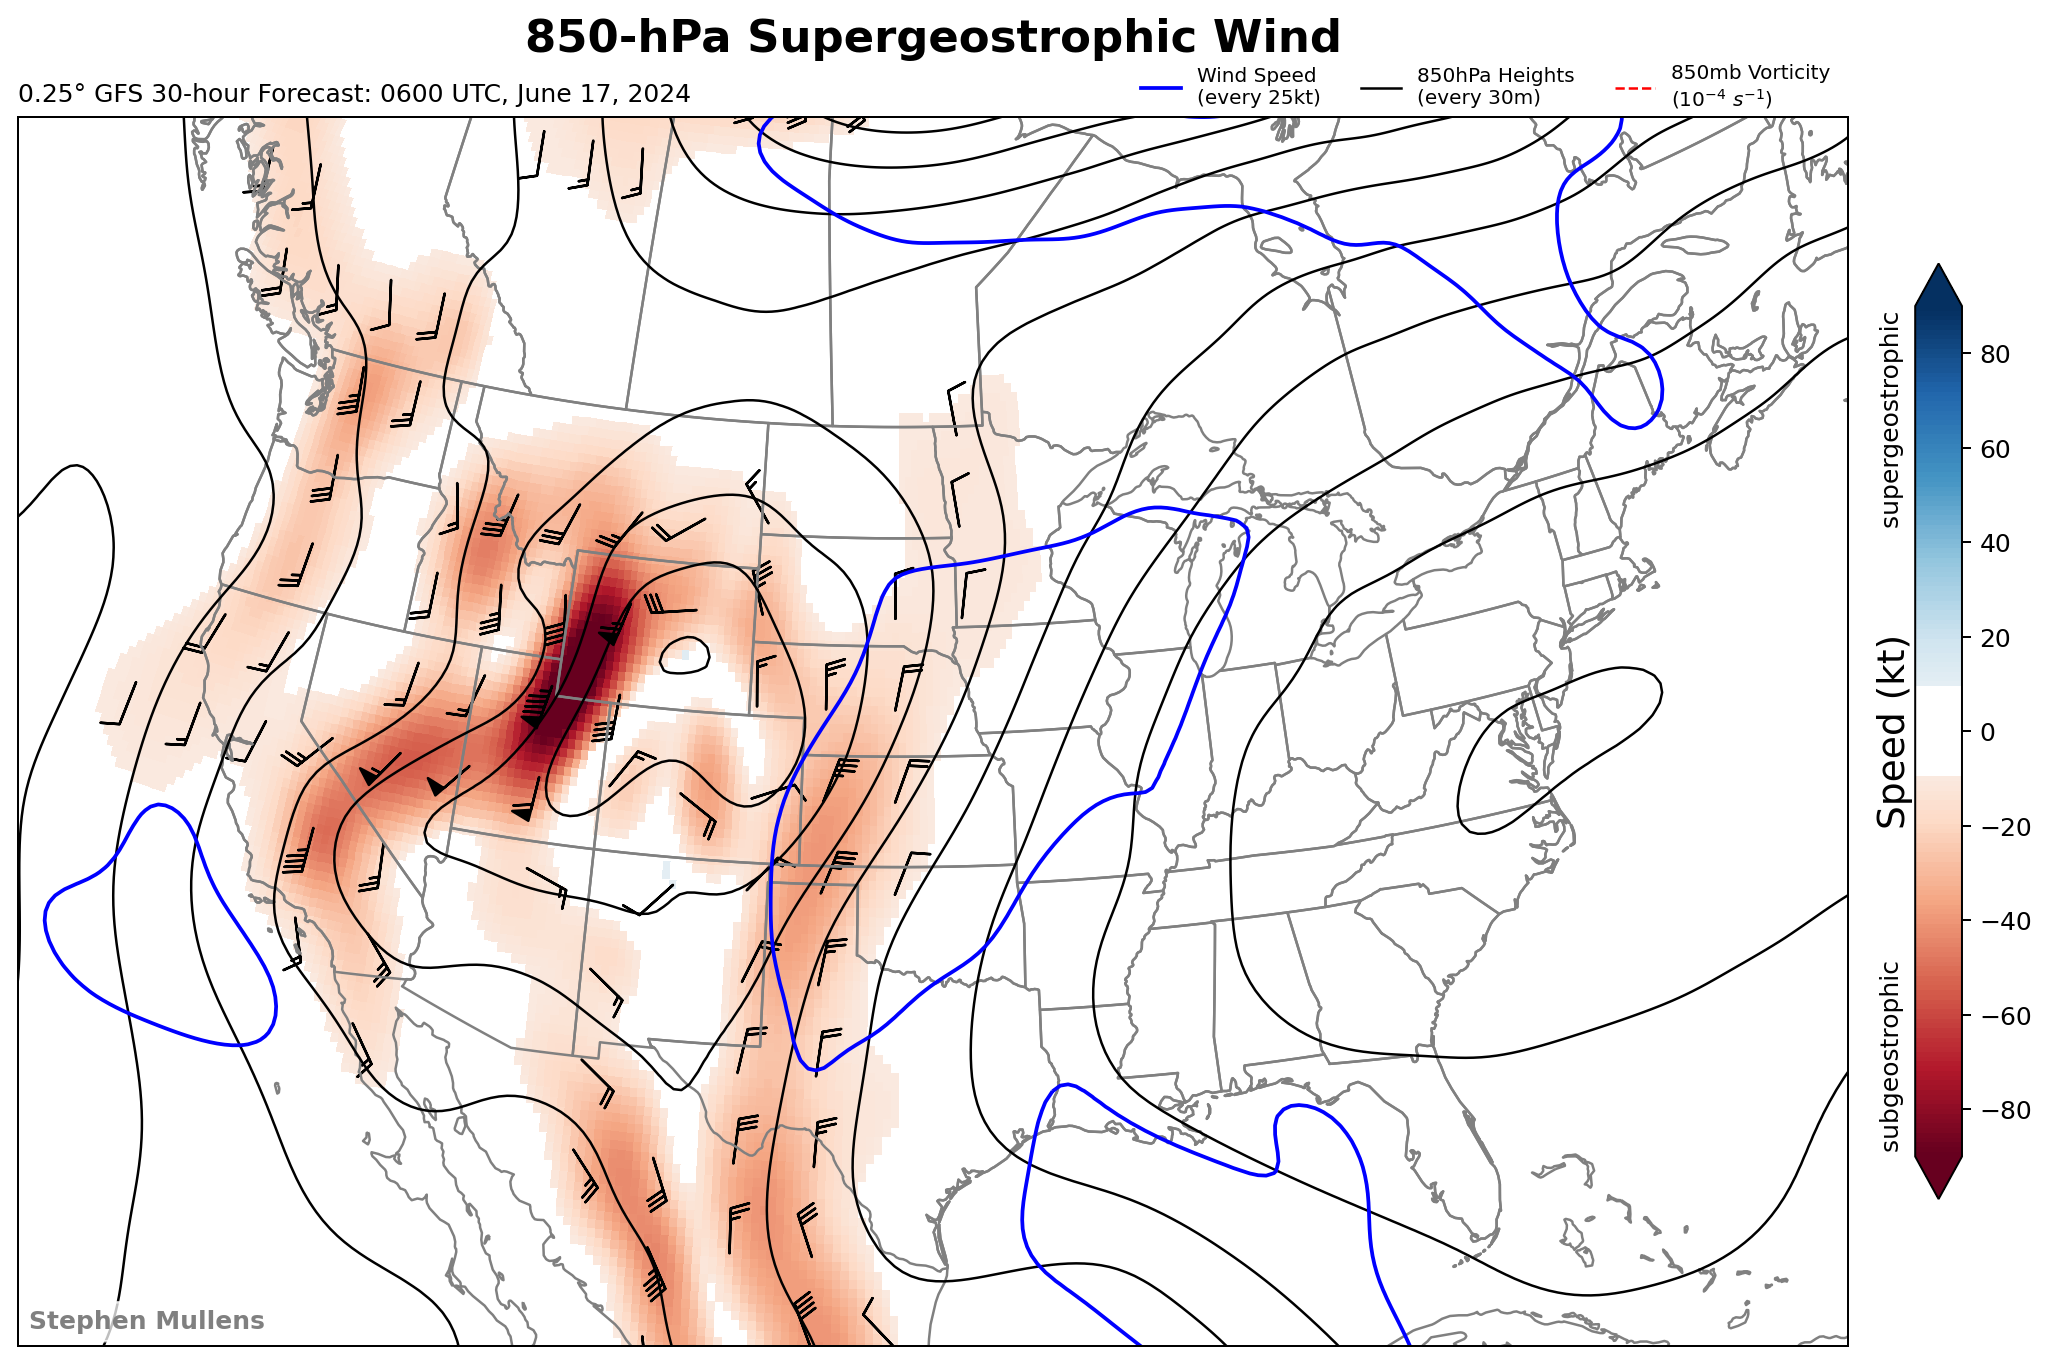 850-hPa Supergeostrophic Wind
0.25° GFS 30-hour Forecast: 0600 UTC, June 17, 2024
Wind Speed
(every 25kt)
850hPa Heights
(every 30m)
850mb Vorticity
(10⁻⁴ s⁻¹)
supergeostrophic
Speed (kt)
subgeostrophic
80
60
40
20
0
−20
−40
−60
−80
Stephen Mullens